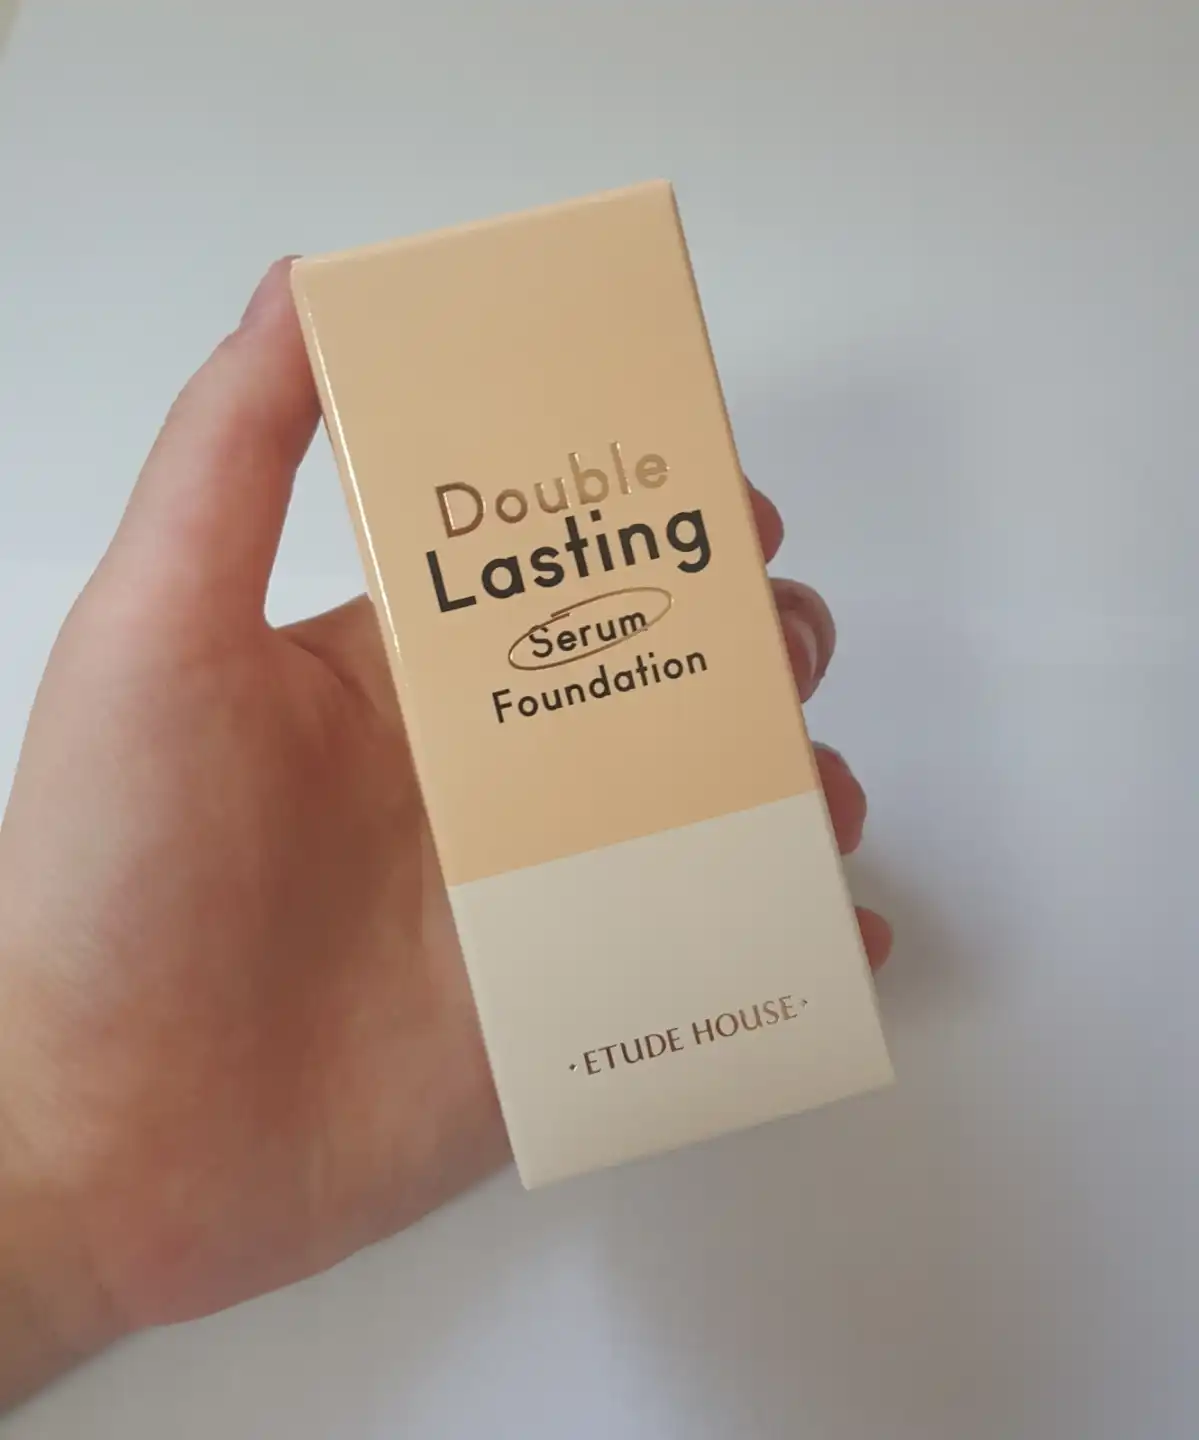 Double
Lasting
Serum
Foundation
ETUDE HOUSE